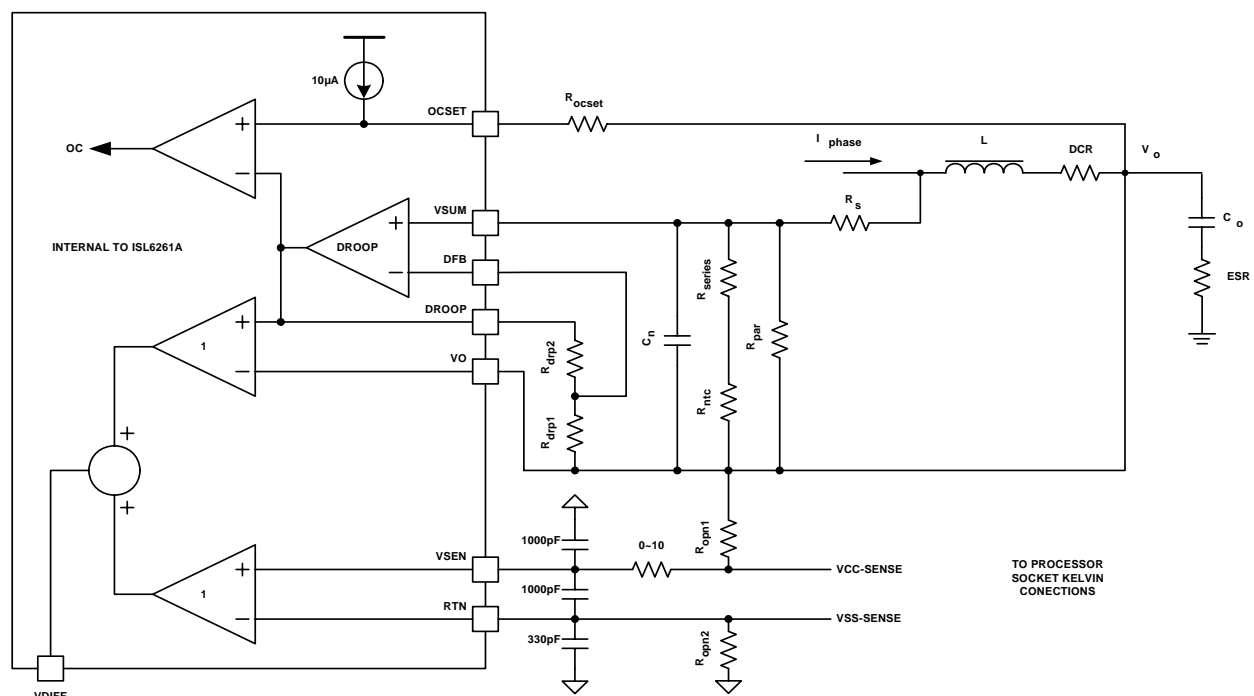 10µA
OCSET
R ocset
OC
+
−
I phase
L
DCR
V o
R s
C o
ESR
VSUM
INTERNAL TO ISL6261A
DROOP
+
−
DFB
DROOP
VO
+
−
1
R drp2
R drp1
C n
R series
R ntc
R par
+
+
1000pF
0~10
R opn1
VSEN
VCC-SENSE
TO PROCESSOR
SOCKET KELVIN
CONECTIONS
+
−
1
1000pF
RTN
VSS-SENSE
330pF
R opn2
VDIFF